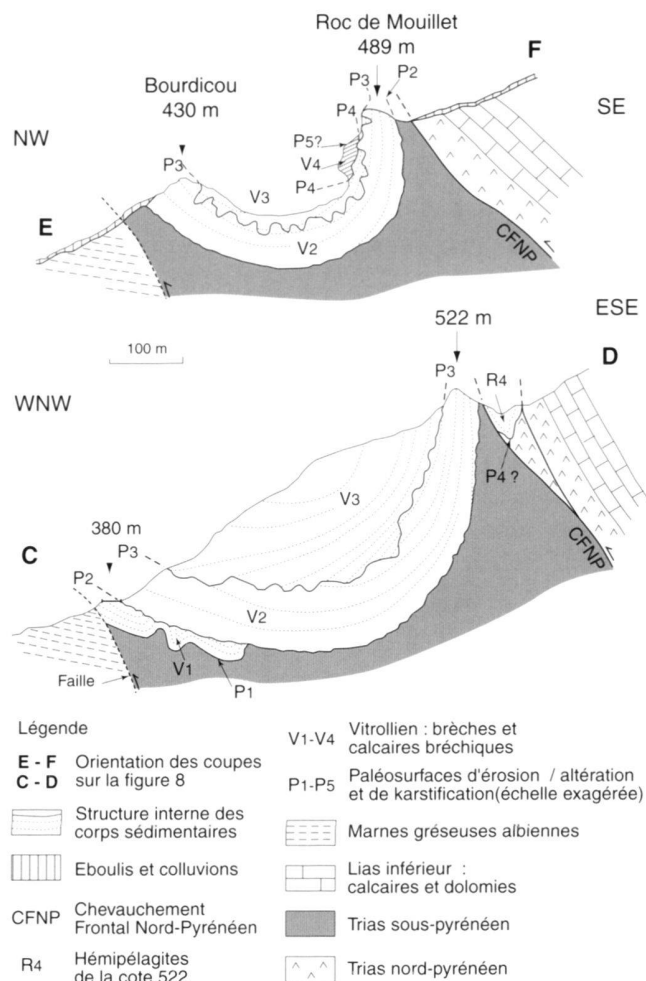 Roc de Mouillet
489 m
F
P3
P2
Bourdicou
430 m
P4
NW
SE
P5?
V4
P3
P4
V3
E
V2
CFNP
522 m
ESE
100 m
D
P3
R4
WNW
P4 ?
V3
380 m
C
P3
CFNP
P2
V2
V1
Faille
P1
Légende
E - F Orientation des coupes
C - D sur la figure 8
Structure interne des
corps sédimentaires
Eboulis et colluvions
CFNP Chevauchement
Frontal Nord-Pyrénéen
R4 Hémipélagites
de la cote 522
V1-V4 Vitrollien : brèches et
calcaires bréchiques
P1-P5 Paléosurfaces d'érosion / altération
et de karstification(échelle exagérée)
Marnes gréseuses albiennes
Lias inférieur :
calcaires et dolomies
Trias sous-pyrénéen
Trias nord-pyrénéen